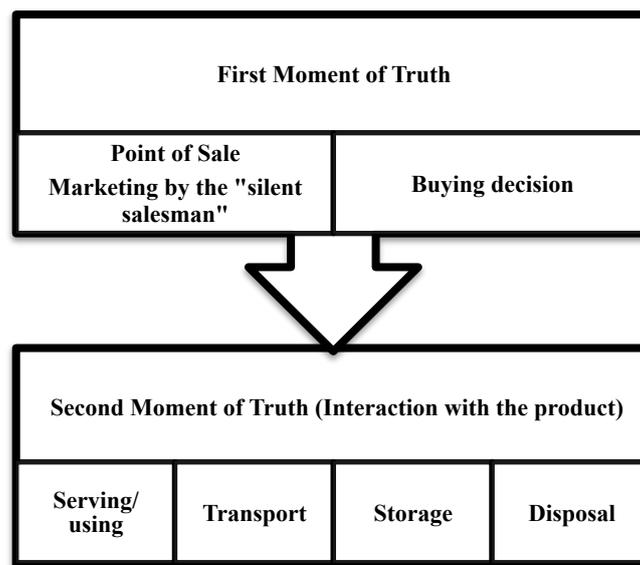 First Moment of Truth
Point of Sale
Marketing by the "silent
salesman"
Buying decision
Second Moment of Truth (Interaction with the product)
Serving/
using
Transport
Storage
Disposal